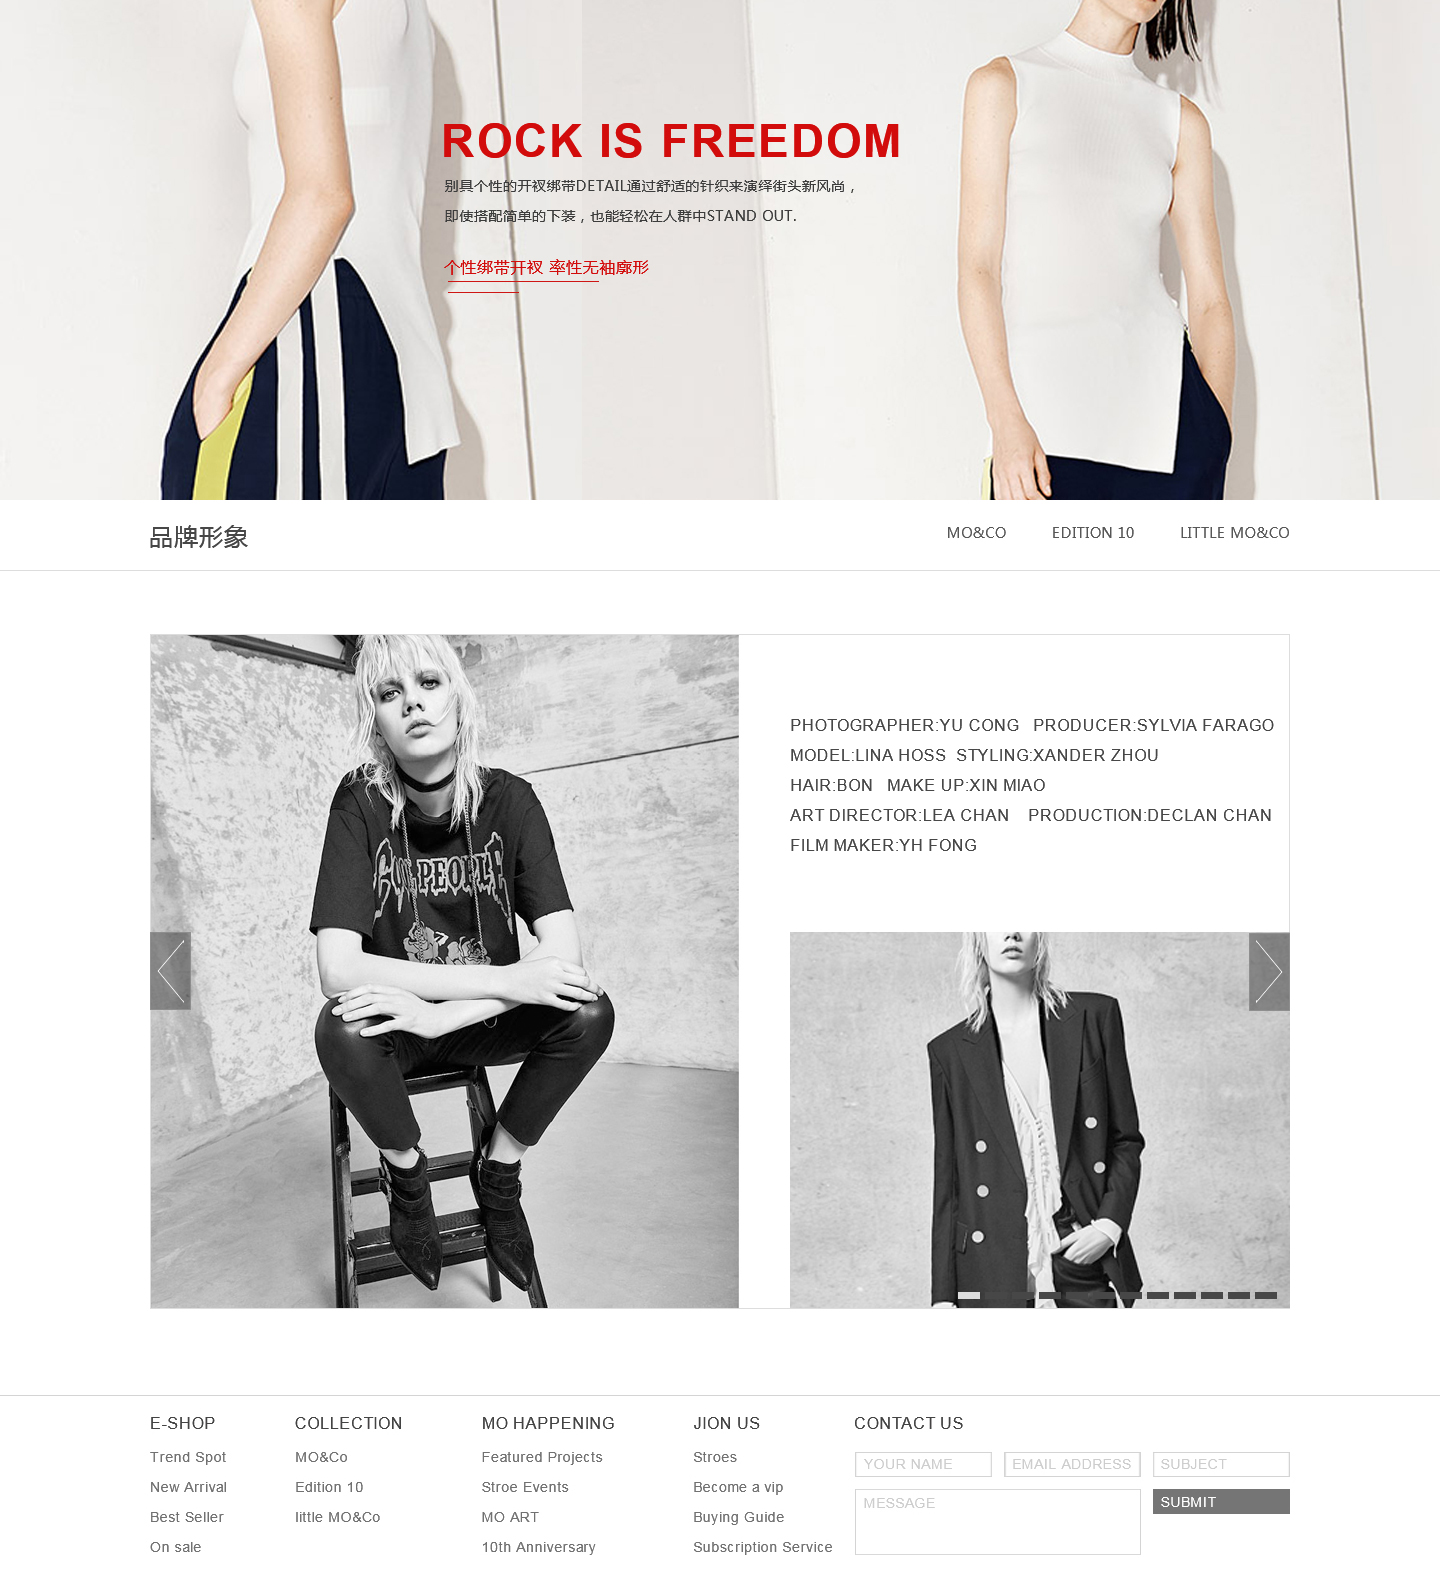 ROCK IS FREEDOM
别具个性的开衩绑带DETAIL通过舒适的针织来演绎街头新风尚，
即使搭配简单的下装，也能轻松在人群中STAND OUT.
个性绑带开衩 率性无袖廓形
品牌形象
MO&CO EDITION 10 LITTLE MO&CO
PHOTOGRAPHER:YU CONG PRODUCER:SYLVIA FARAGO
MODEL:LINA HOSS STYLING:XANDER ZHOU
HAIR:BON MAKE UP:XIN MIAO
ART DIRECTOR:LEA CHAN PRODUCTION:DECLAN CHAN
FILM MAKER:YH FONG
PEOPLE
E-SHOP
Trend Spot
New Arrival
Best Seller
On sale
COLLECTION
MO&Co
Edition 10
little MO&Co
MO HAPPENING
Featured Projects
Stroe Events
MO ART
10th Anniversary
JION US
Stroes
Become a vip
Buying Guide
Subscription Service
CONTACT US
YOUR NAME
EMAIL ADDRESS
SUBJECT
MESSAGE
SUBMIT